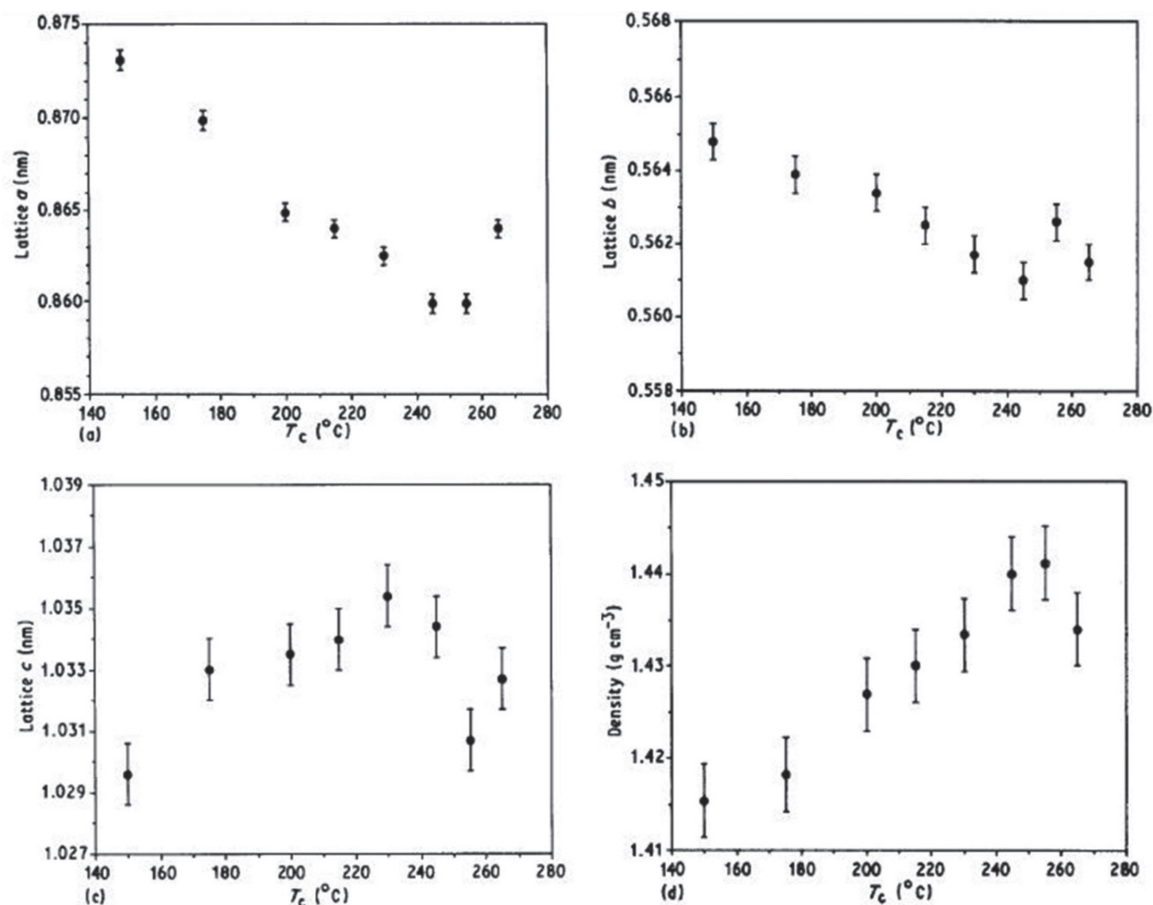 0.875
0.870
0.865
0.860
0.855
Lattice a (nm)
140 160 180 200 220 240 260 280
(a) Tc (°C)
0.568
0.566
0.564
0.562
0.560
0.558
Lattice b (nm)
140 160 180 200 220 240 260 280
(b) Tc (°C)
1.039
1.037
1.035
1.033
1.031
1.029
1.027
Lattice c (nm)
140 160 180 200 220 240 260 280
(c) Tc (°C)
1.45
1.44
1.43
1.42
1.41
Density (g cm⁻³)
140 160 180 200 220 240 260 280
(d) Tc (°C)